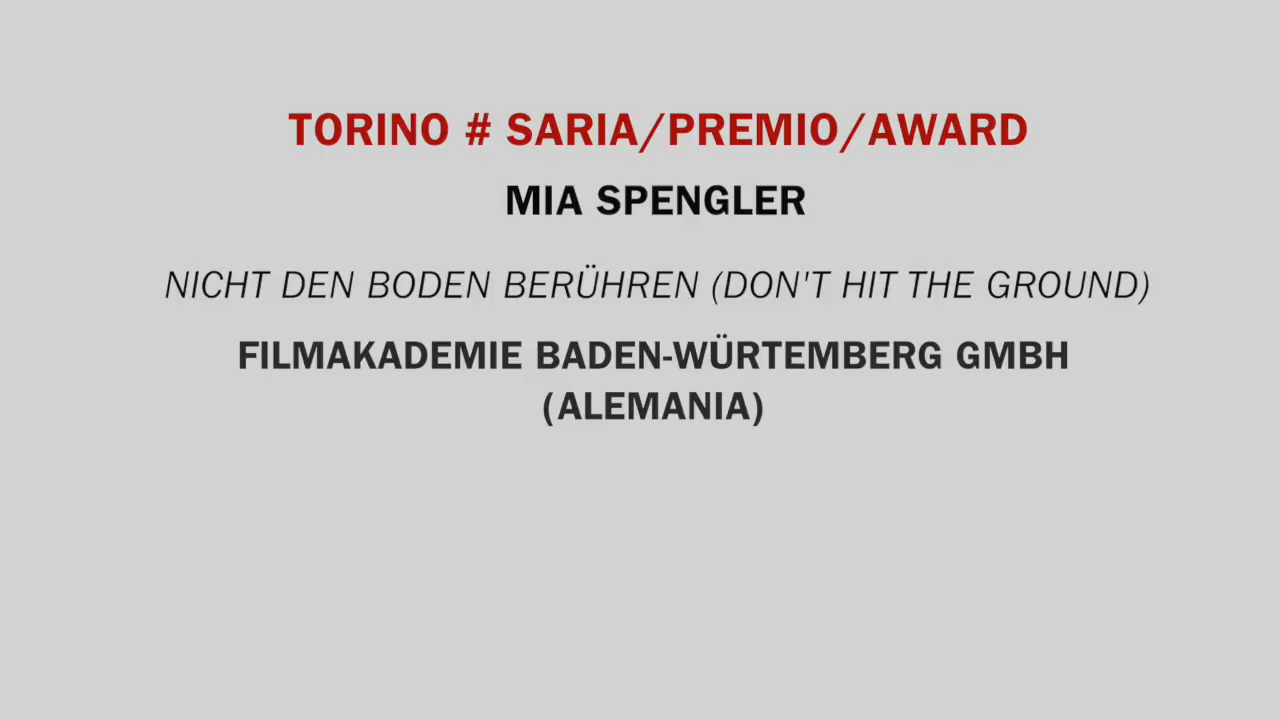 TORINO # SARIA/PREMIO/AWARD
MIA SPENGLER
NICHT DEN BODEN BERÜHREN (DON'T HIT THE GROUND)
FILMAKADEMIE BADEN-WÜRTEMBERG GMBH
(ALEMANIA)